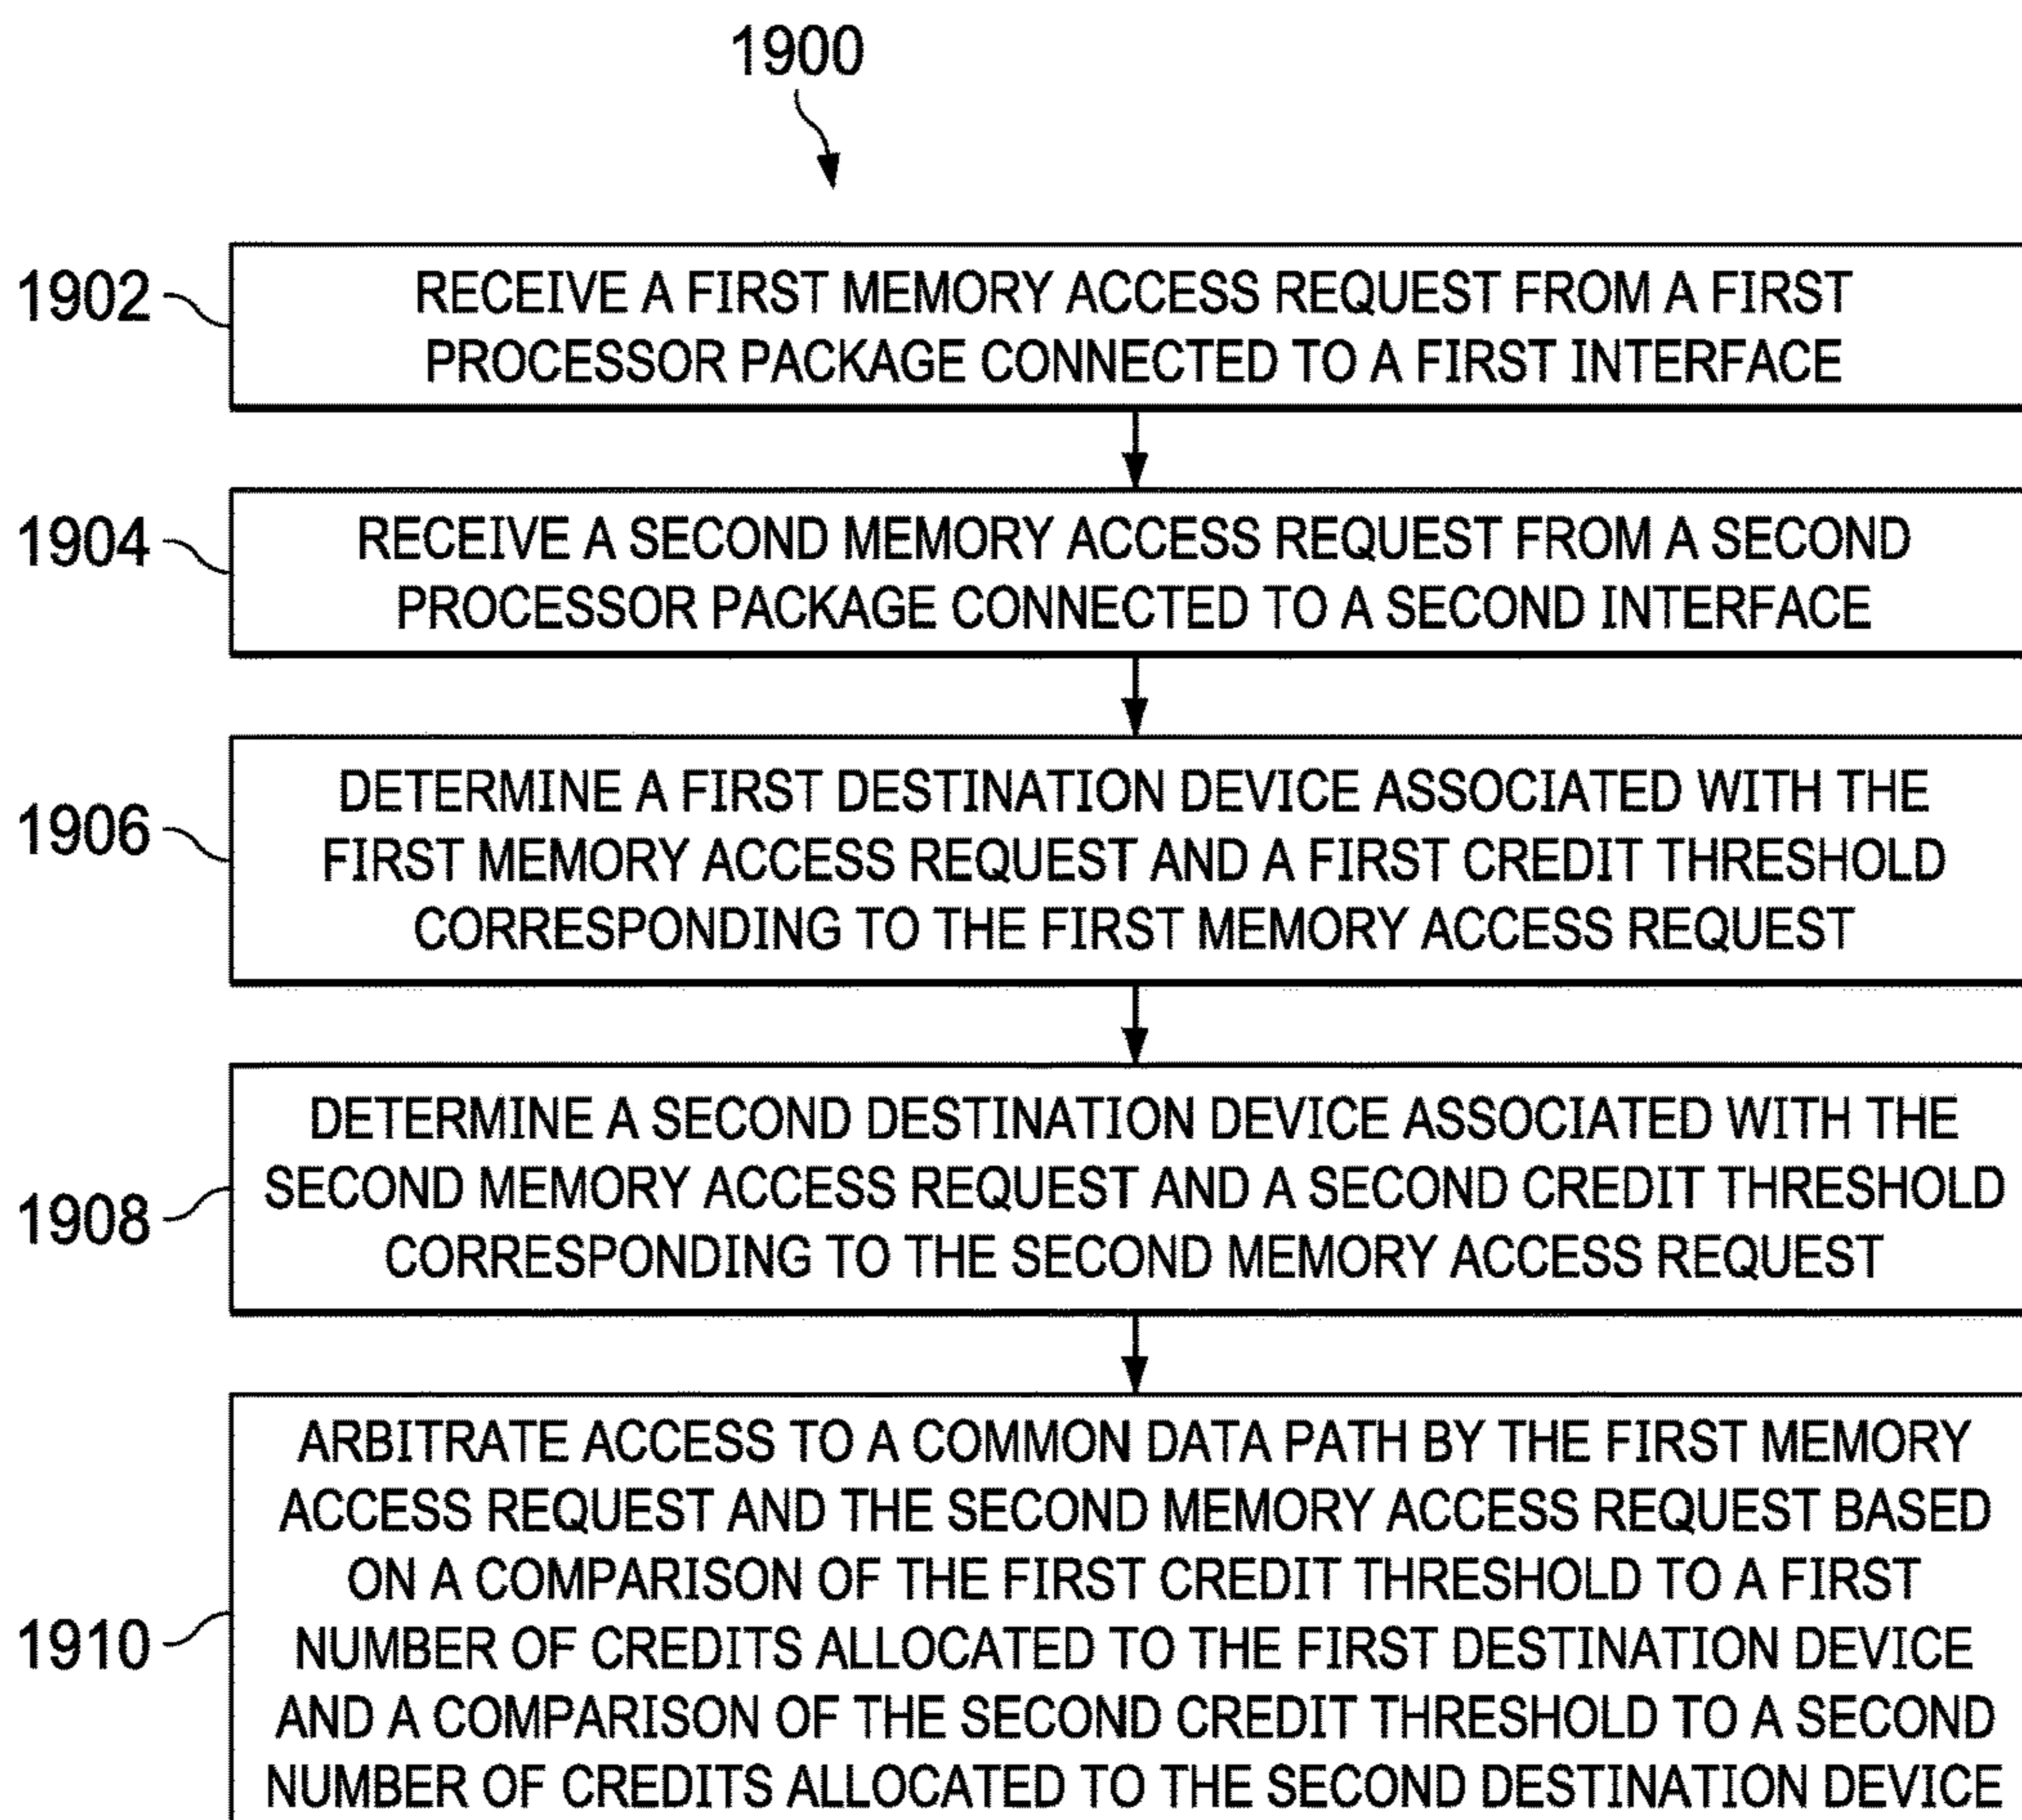 1900
1902
RECEIVE A FIRST MEMORY ACCESS REQUEST FROM A FIRST
PROCESSOR PACKAGE CONNECTED TO A FIRST INTERFACE
1904
RECEIVE A SECOND MEMORY ACCESS REQUEST FROM A SECOND
PROCESSOR PACKAGE CONNECTED TO A SECOND INTERFACE
1906
DETERMINE A FIRST DESTINATION DEVICE ASSOCIATED WITH THE
FIRST MEMORY ACCESS REQUEST AND A FIRST CREDIT THRESHOLD
CORRESPONDING TO THE FIRST MEMORY ACCESS REQUEST
1908
DETERMINE A SECOND DESTINATION DEVICE ASSOCIATED WITH THE
SECOND MEMORY ACCESS REQUEST AND A SECOND CREDIT THRESHOLD
CORRESPONDING TO THE SECOND MEMORY ACCESS REQUEST
1910
ARBITRATE ACCESS TO A COMMON DATA PATH BY THE FIRST MEMORY
ACCESS REQUEST AND THE SECOND MEMORY ACCESS REQUEST BASED
ON A COMPARISON OF THE FIRST CREDIT THRESHOLD TO A FIRST
NUMBER OF CREDITS ALLOCATED TO THE FIRST DESTINATION DEVICE
AND A COMPARISON OF THE SECOND CREDIT THRESHOLD TO A SECOND
NUMBER OF CREDITS ALLOCATED TO THE SECOND DESTINATION DEVICE